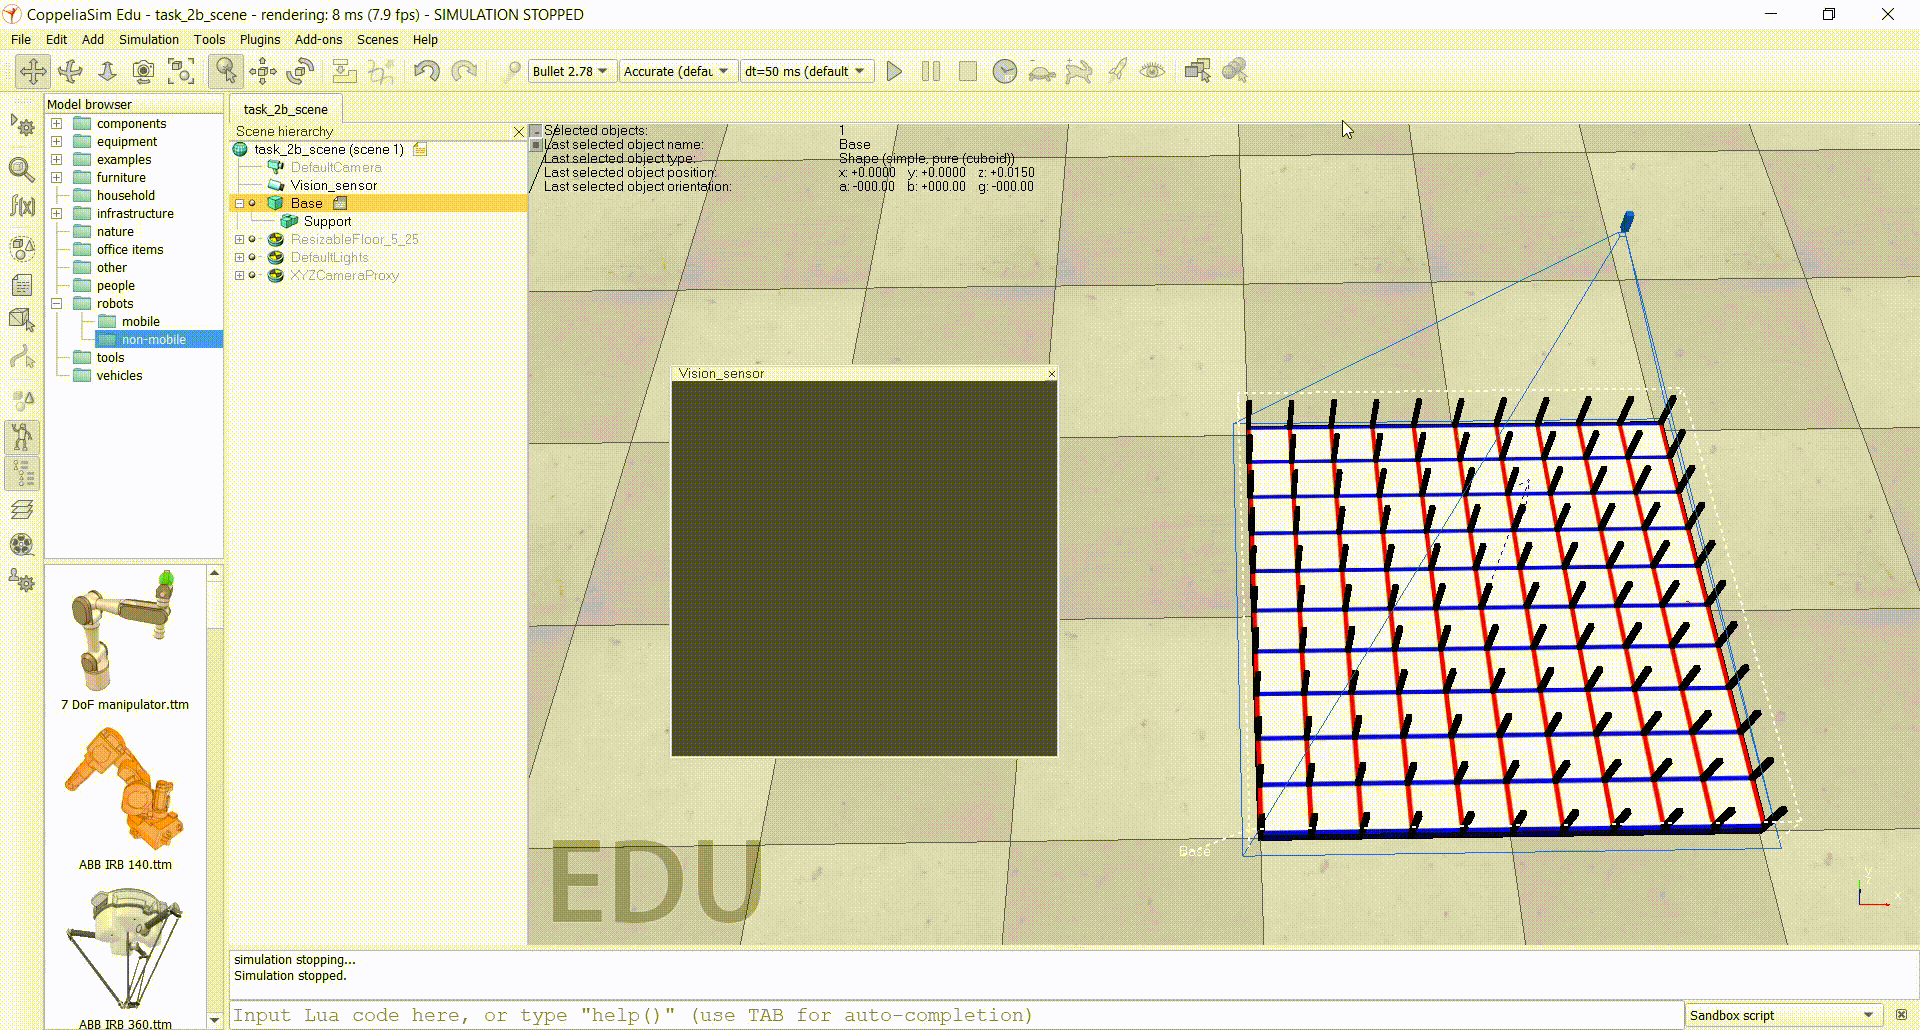 CoppeliaSim Edu - task_2b_scene - rendering: 8 ms (7.9 fps) - SIMULATION STOPPED
File Edit Add Simulation Tools Plugins Add-ons Scenes Help
Bullet 2.78 Accurate (defau dt=50 ms (default
Model browser
components
equipment
examples
furniture
household
infrastructure
nature
office items
other
people
robots
mobile
non-mobile
tools
vehicles
7 DoF manipulator.ttm
ABB IRB 140.ttm
ABB IRB 360.ttm
task_2b_scene
Scene hierarchy
task_2b_scene (scene 1)
DefaultCamera
Vision_sensor
Base
Support
ResizableFloor_5_25
DefaultLights
XYZCameraProxy
Selected objects: 1
Last selected object name: Base
Last selected object type: Shape (simple, pure (cuboid))
Last selected object position: x: +0.0000 y: +0.0000 z: +0.0150
Last selected object orientation: a: -000.00 b: +000.00 g: -000.00
Vision_sensor
Base
EDU
simulation stopping...
Simulation stopped.
Input Lua code here, or type "help()" (use TAB for auto-completion)
Sandbox script